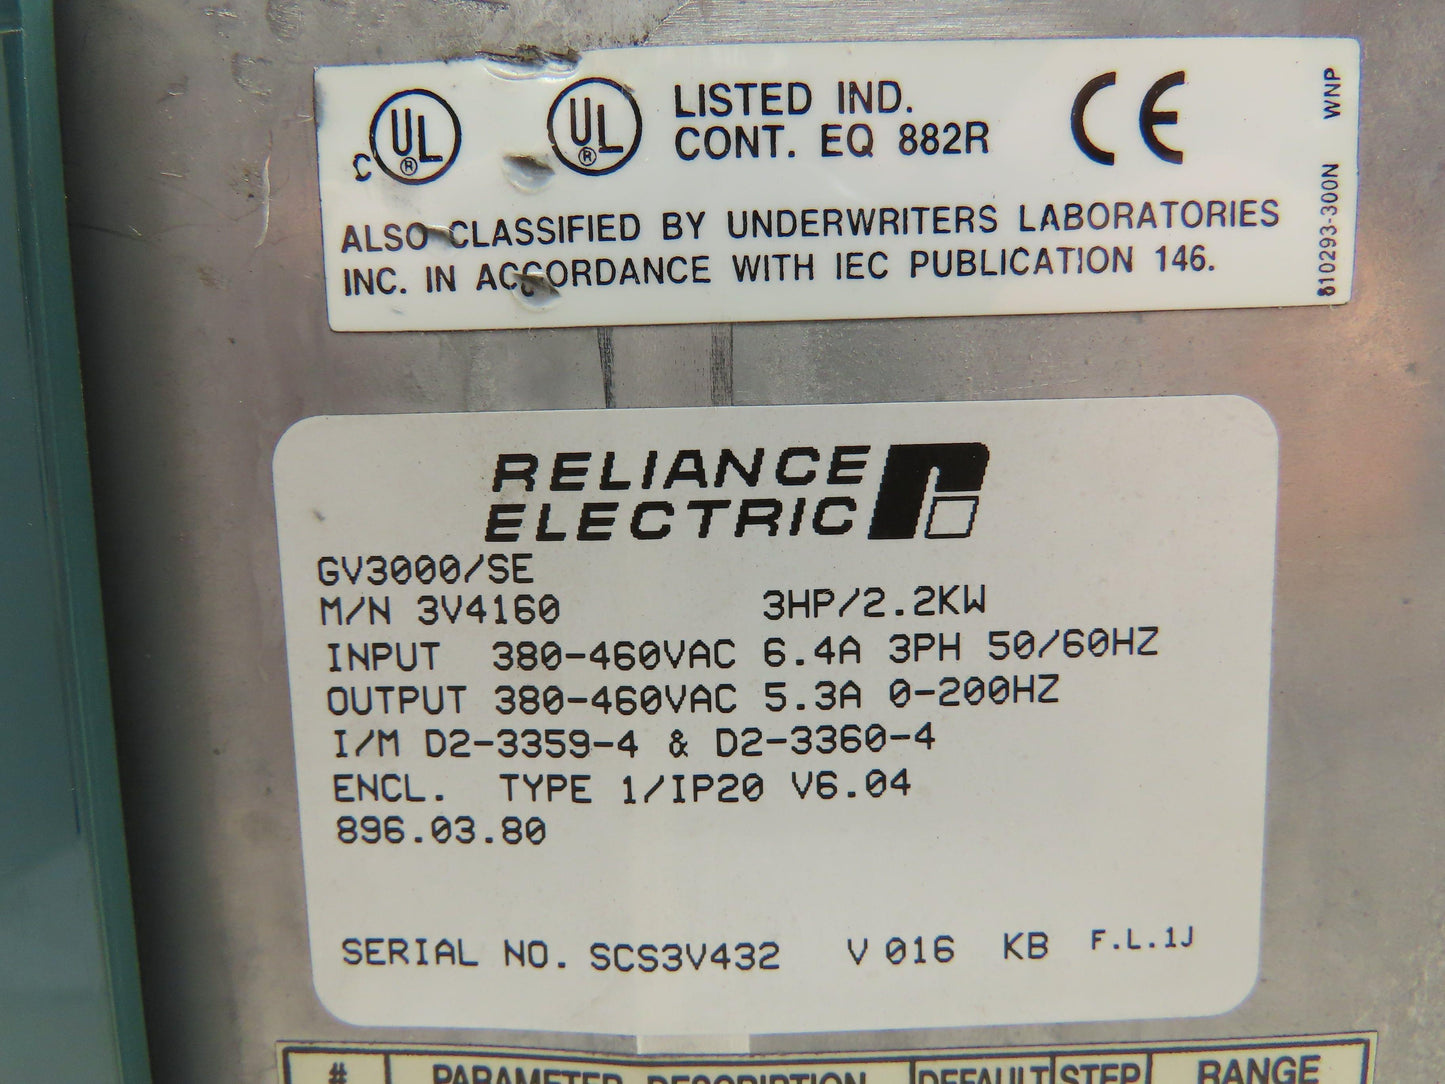 C UL ® UL ® LISTED IND. CE
CONT. EQ 882R
ALSO CLASSIFIED BY UNDERWRITERS LABORATORIES
INC. IN ACCORDANCE WITH IEC PUBLICATION 146.
810293-300N WNP
RELIANCE
ELECTRIC
GV3000/SE
M/N 3V4160 3HP/2.2KW
INPUT 380-460VAC 6.4A 3PH 50/60HZ
OUTPUT 380-460VAC 5.3A 0-200HZ
I/M D2-3359-4 & D2-3360-4
ENCL. TYPE 1/IP20 V6.04
896.03.80
SERIAL NO. SCS3V432 V 016 KB F.L.1J
# PARAMETER DESCRIPTION DEFAULT STEP RANGE